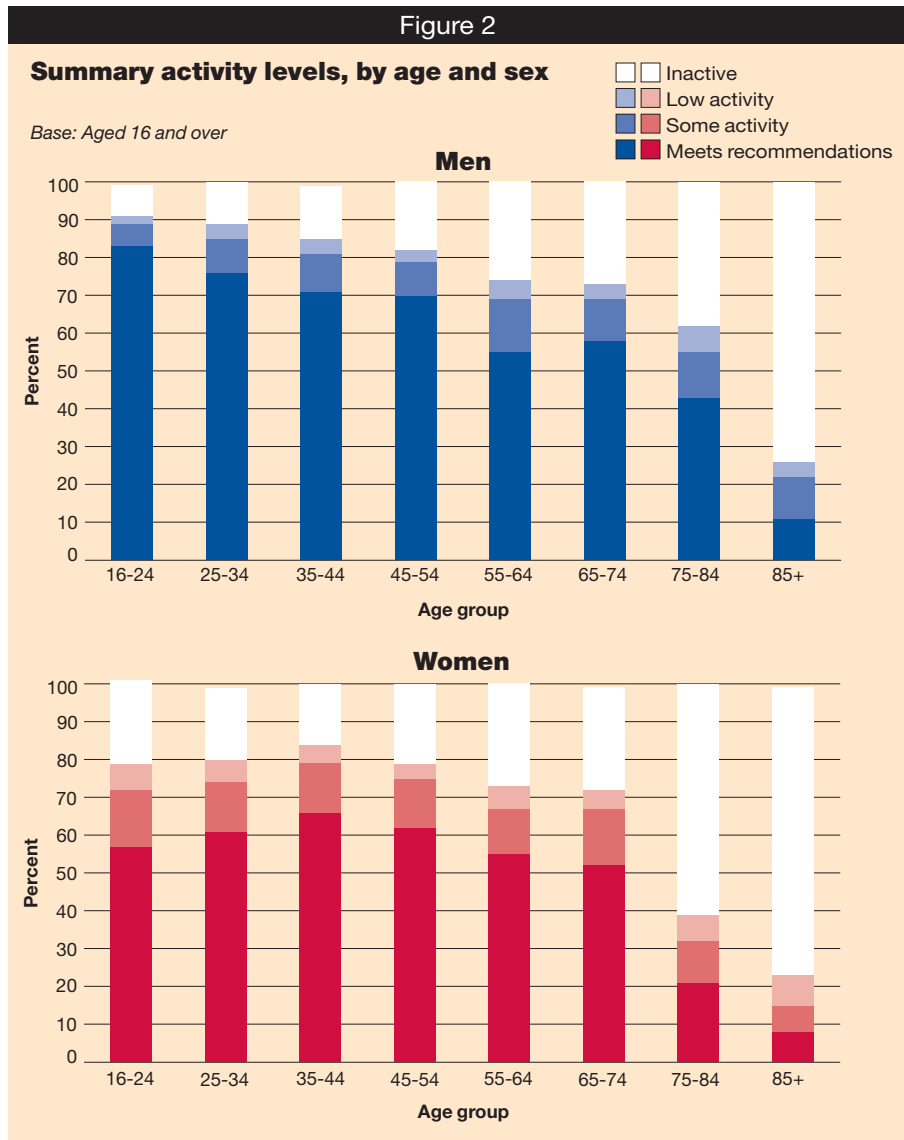 Figure 2
Summary activity levels, by age and sex
Base: Aged 16 and over
Inactive
Low activity
Some activity
Meets recommendations
Men
Percent
100
90
80
70
60
50
40
30
20
10
0
16-24 25-34 35-44 45-54 55-64 65-74 75-84 85+
Age group
Women
Percent
100
90
80
70
60
50
40
30
20
10
0
16-24 25-34 35-44 45-54 55-64 65-74 75-84 85+
Age group